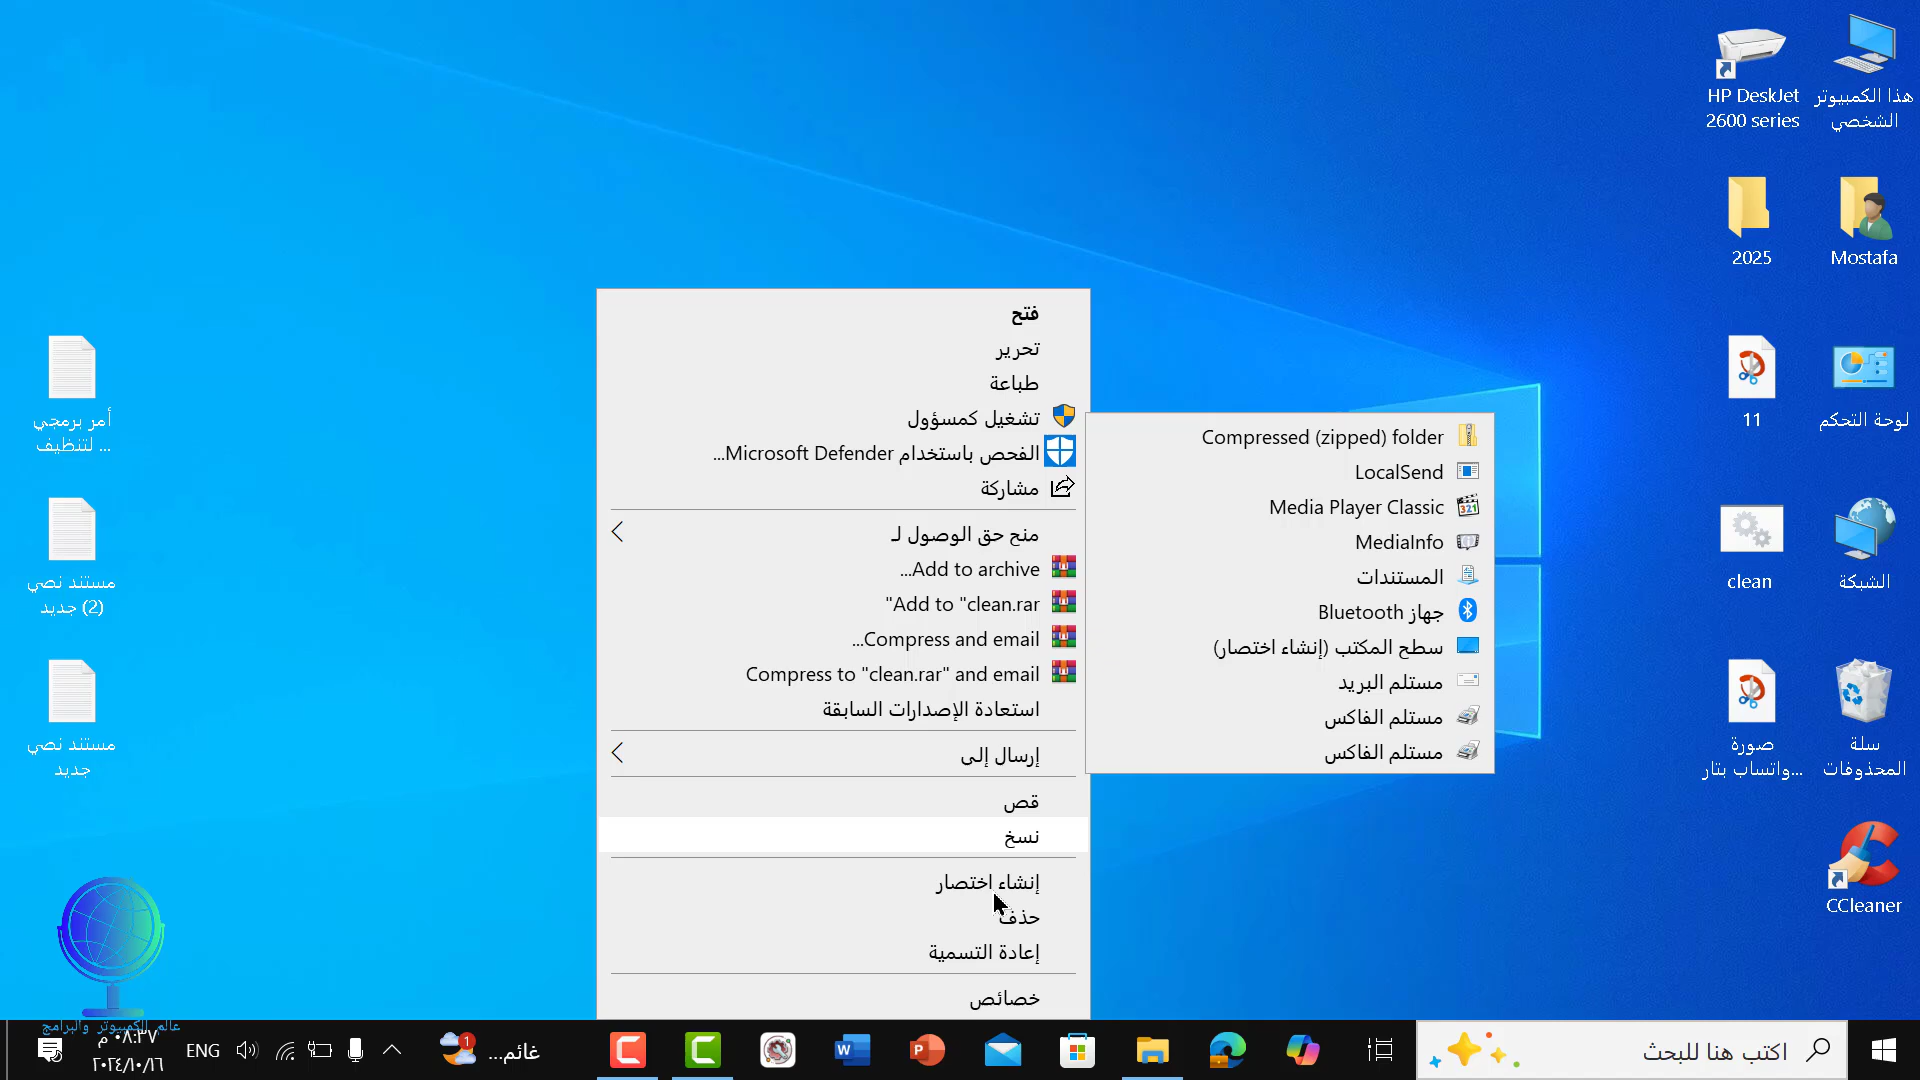 هذا الكمبيوتر
الشخصي
HP DeskJet
2600 series
Mostafa
2025
لوحة التحكم
11
الشبكة
clean
سلة
المحذوفات
صورة
واتساب بتار...
CCleaner
أمر برمجي
لتنظيف ...
مستند نصي
جديد (2)
مستند نصي
جديد
فتح
تحرير
طباعة
تشغيل كمسؤول
الفحص باستخدام Microsoft Defender...
مشاركة
منح حق الوصول لـ
Add to archive...
Add to "clean.rar"
Compress and email...
Compress to "clean.rar" and email
استعادة الإصدارات السابقة
إرسال إلى
قص
نسخ
إنشاء اختصار
حذف
إعادة التسمية
خصائص
Compressed (zipped) folder
LocalSend
Media Player Classic
MediaInfo
المستندات
جهاز Bluetooth
سطح المكتب (إنشاء اختصار)
مستلم البريد
مستلم الفاكس
مستلم الفاكس
عالم الكمبيوتر والبرامج
اكتب هنا للبحث
غائم...
1
ENG
٠٨:٣٧ م
٢٠٢٤/١٠/١٦